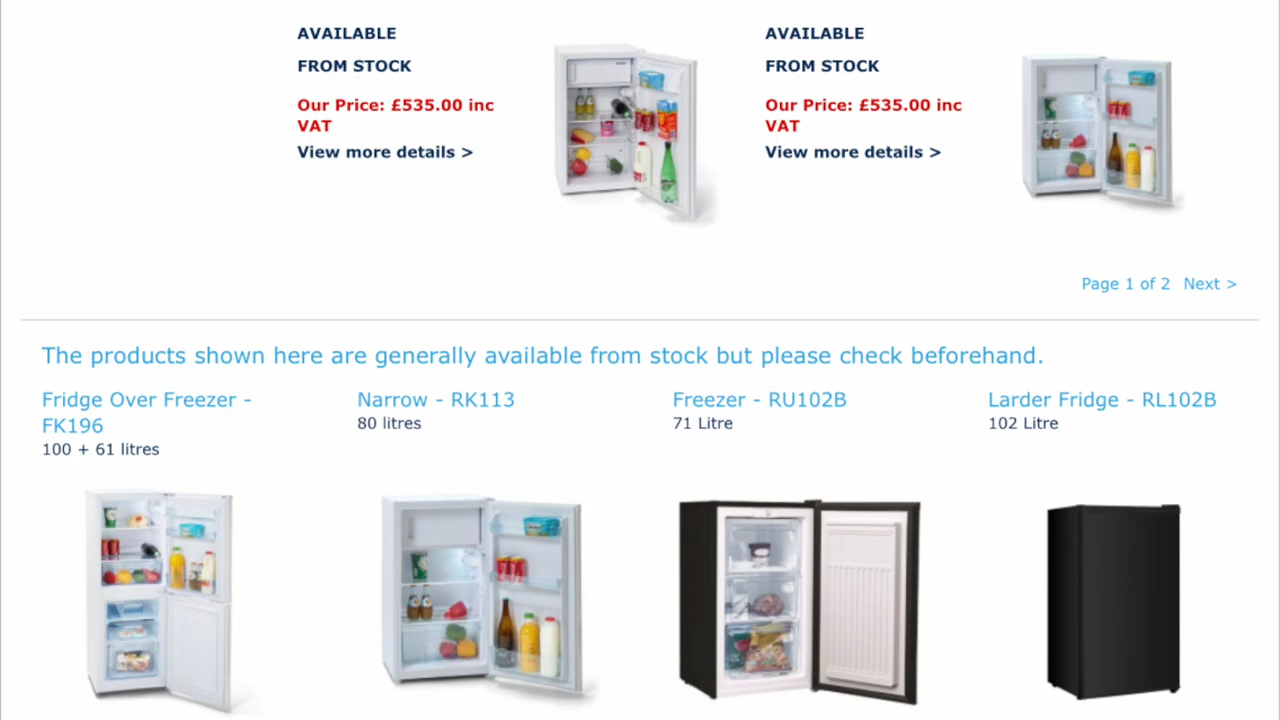 AVAILABLE
FROM STOCK
Our Price: £535.00 inc
VAT
View more details >
AVAILABLE
FROM STOCK
Our Price: £535.00 inc
VAT
View more details >
Page 1 of 2 Next >
The products shown here are generally available from stock but please check beforehand.
Fridge Over Freezer -
FK196
100 + 61 litres
Narrow - RK113
80 litres
Freezer - RU102B
71 Litre
Larder Fridge - RL102B
102 Litre